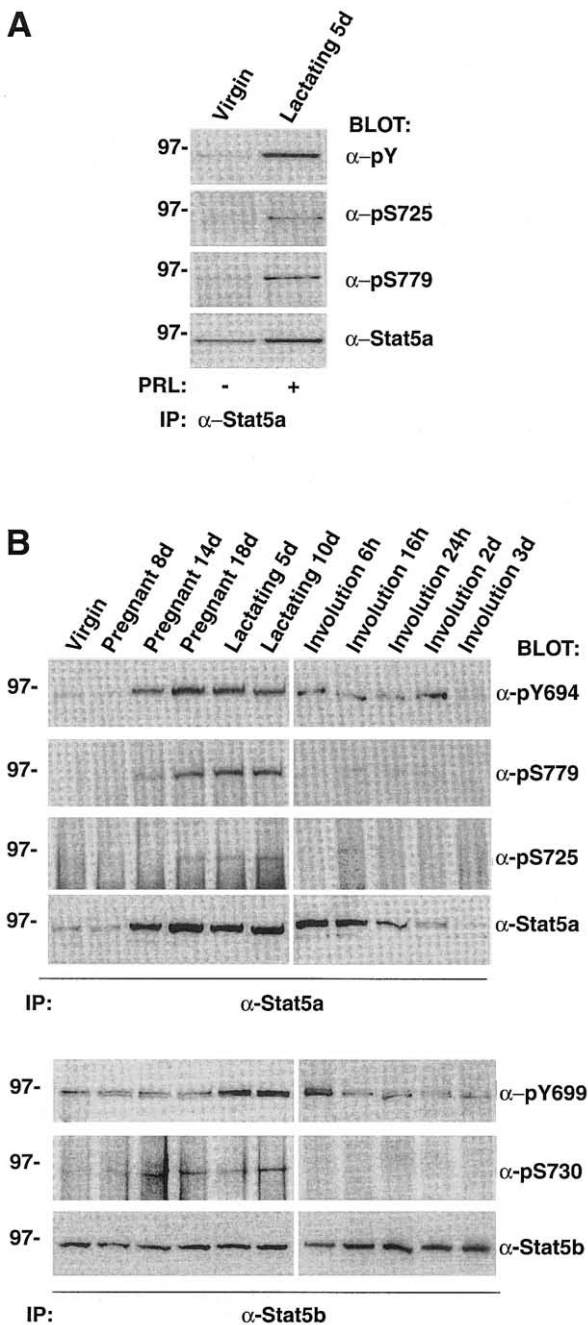 A
Virgin
Lactating 5d
BLOT:
97-
α–pY
97-
α–pS725
97-
α–pS779
97-
α–Stat5a
PRL: - +
IP: α–Stat5a
B
Virgin
Pregnant 8d
Pregnant 14d
Pregnant 18d
Lactating 5d
Lactating 10d
Involution 6h
Involution 16h
Involution 24h
Involution 2d
Involution 3d
BLOT:
97-
α-pY694
97-
α-pS779
97-
α-pS725
97-
α-Stat5a
IP: α-Stat5a
97-
α–pY699
97-
α-pS730
97-
α-Stat5b
IP: α-Stat5b